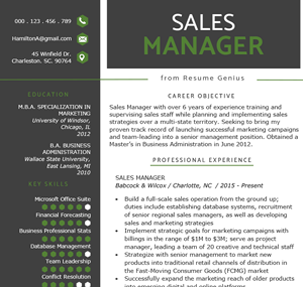 000 . 123 . 456 . 789
HamiltonA@gmail.com
45 Winfield Dr.
Charleston. SC. 90764
SALES
MANAGER
from Resume Genius
EDUCATION
M.B.A. SPECIALIZATION IN
MARKETING
University of Windsor,
Chicago, IL
2012
B.A. BUSINESS
ADMINISTRATION
Wallace State University,
East Lansing, MI
2010
KEY SKILLS
Microsoft Office Suite
Financial Forecasting
Business Professional Stats
Database Management
Team Leadership
Conflict Resolution
CAREER OBJECTIVE
Sales Manager with over 6 years of experience training and
supervising sales staff while planning and implementing sales
strategies over a multi-state territory. Seeking to bring my
proven track record of launching successful marketing campaigns
and team-leading into a senior management position. Obtained a
Master's in Business Administration in June 2012.
PROFESSIONAL EXPERIENCE
SALES MANAGER
Babcock & Wilcox / Charlotte, NC / 2015 - Present
• Build a full-scale sales operation from the ground up;
duties include establishing database systems, recruitment
of senior regional sales managers, as well as developing
sales and marketing strategies
• Implement strategic goals for marketing campaigns with
billings in the range of $1M to $3M; serve as project
manager, leading a team of 20 creative and technical staff
• Strategize with senior management to market new
products into traditional retail channels of distribution in
the Fast-Moving Consumer Goods (FCMG) market
• Successfully expand the marketing reach of older products
into emerging digital and online platforms